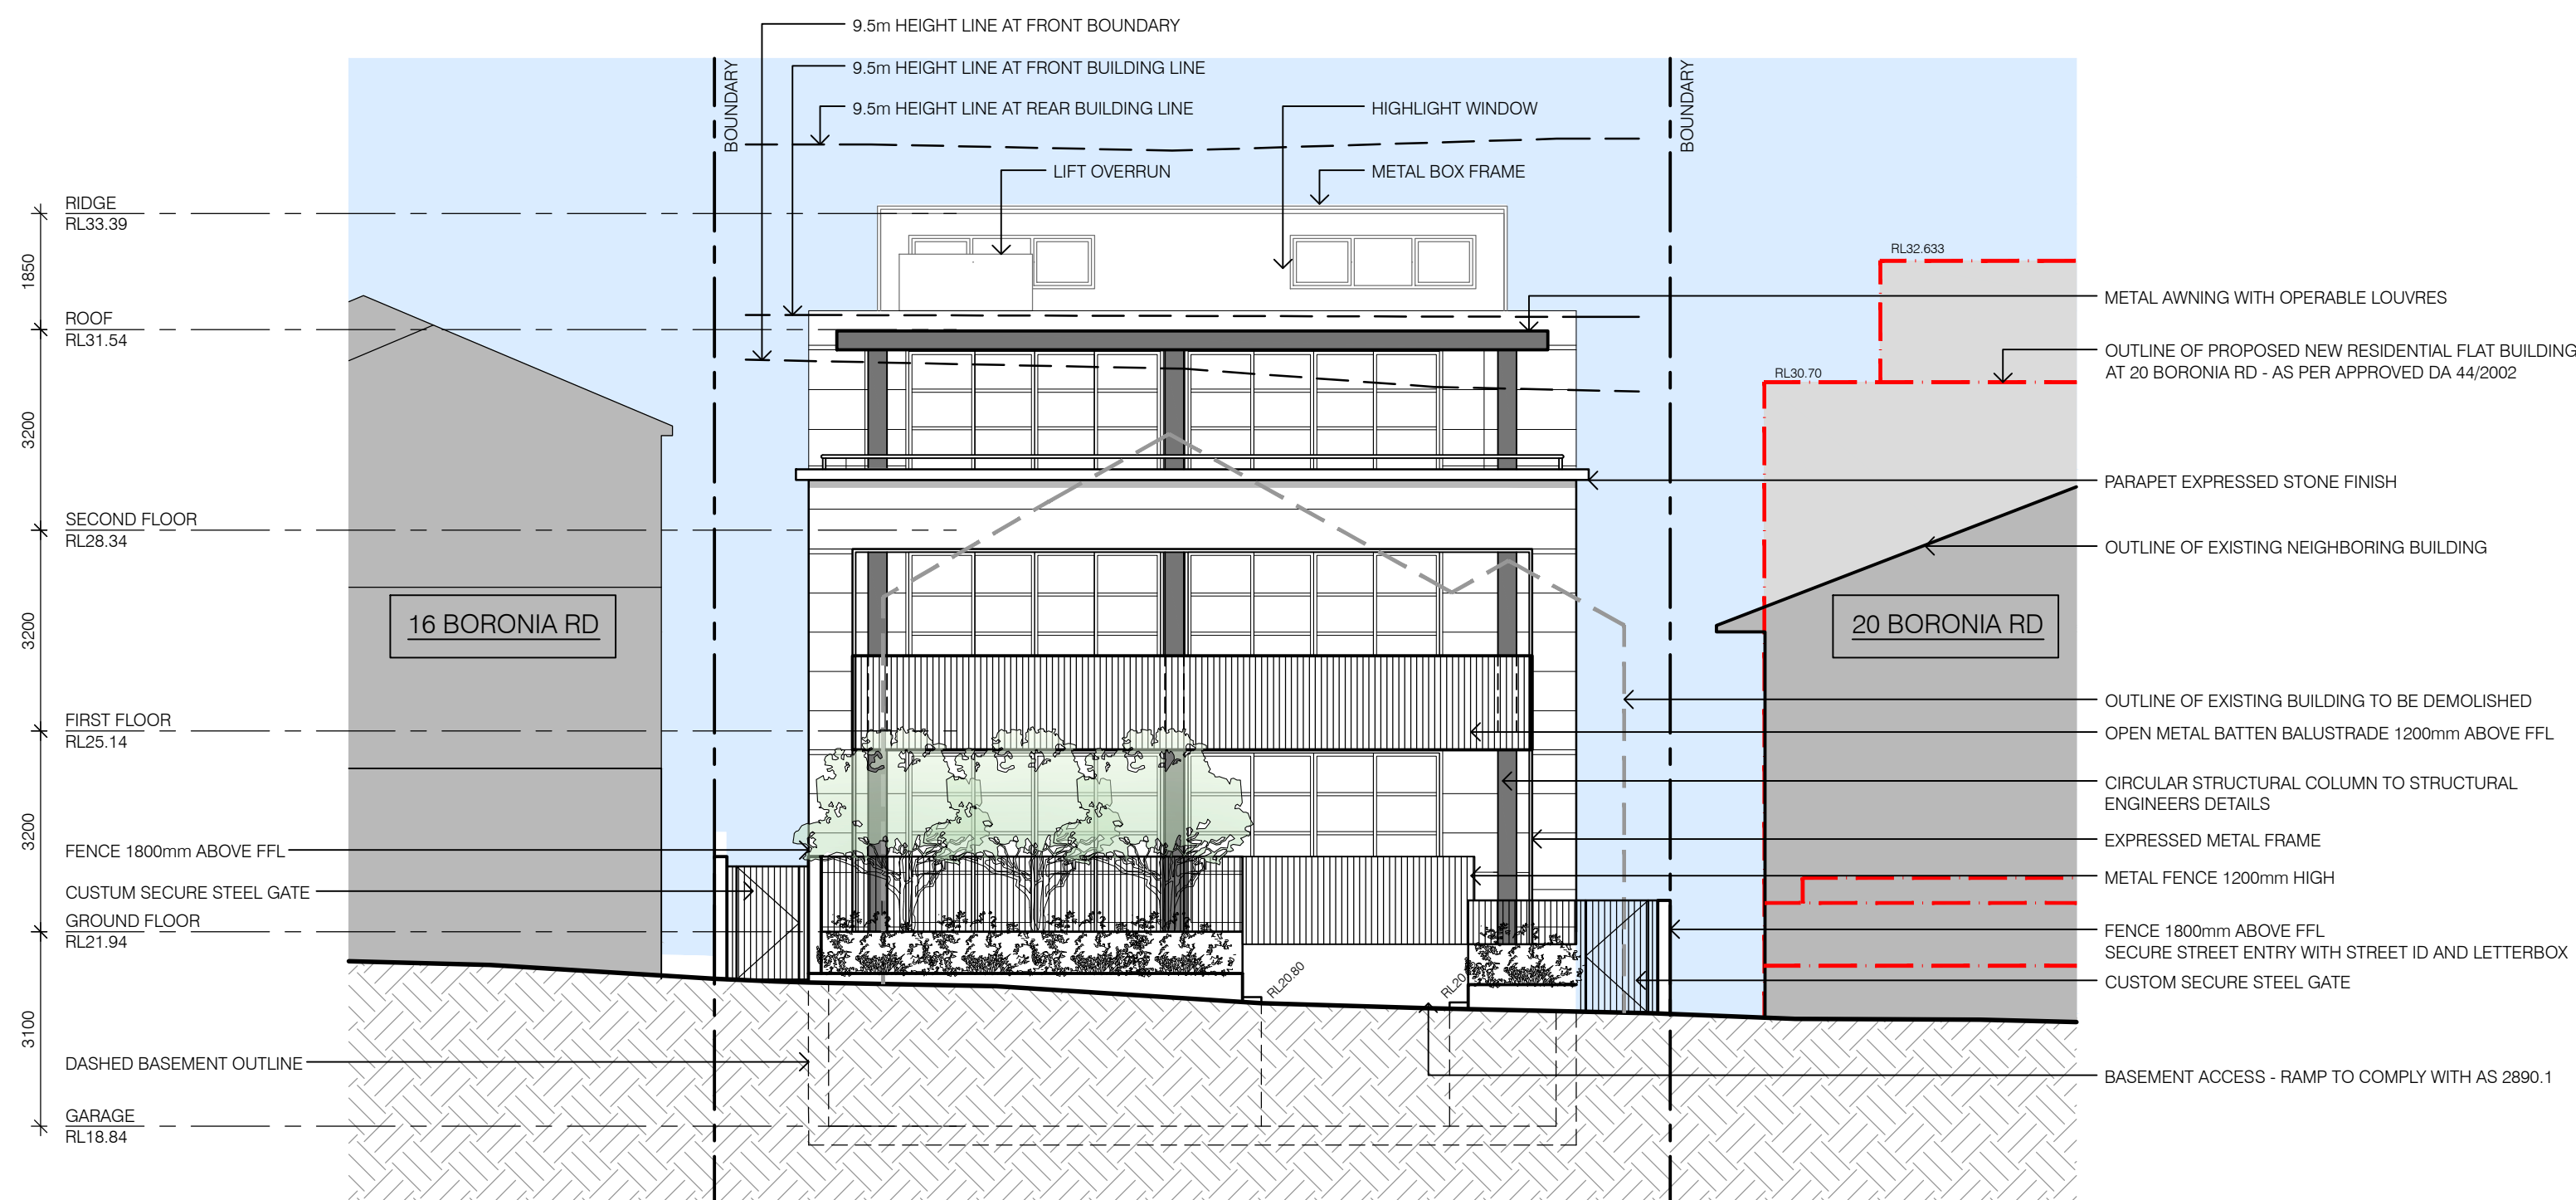 9.5m HEIGHT LINE AT FRONT BOUNDARY
9.5m HEIGHT LINE AT FRONT BUILDING LINE
9.5m HEIGHT LINE AT REAR BUILDING LINE
HIGHLIGHT WINDOW
LIFT OVERRUN
METAL BOX FRAME
BOUNDARY
BOUNDARY
RIDGE
RL33.39
1850
ROOF
RL31.54
3200
SECOND FLOOR
RL28.34
3200
FIRST FLOOR
RL25.14
3200
FENCE 1800mm ABOVE FFL
CUSTUM SECURE STEEL GATE
GROUND FLOOR
RL21.94
3100
DASHED BASEMENT OUTLINE
GARAGE
RL18.84
16 BORONIA RD
20 BORONIA RD
RL20.80
RL20.
RL32.633
RL30.70
METAL AWNING WITH OPERABLE LOUVRES
OUTLINE OF PROPOSED NEW RESIDENTIAL FLAT BUILDING
AT 20 BORONIA RD - AS PER APPROVED DA 44/2002
PARAPET EXPRESSED STONE FINISH
OUTLINE OF EXISTING NEIGHBORING BUILDING
OUTLINE OF EXISTING BUILDING TO BE DEMOLISHED
OPEN METAL BATTEN BALUSTRADE 1200mm ABOVE FFL
CIRCULAR STRUCTURAL COLUMN TO STRUCTURAL
ENGINEERS DETAILS
EXPRESSED METAL FRAME
METAL FENCE 1200mm HIGH
FENCE 1800mm ABOVE FFL
SECURE STREET ENTRY WITH STREET ID AND LETTERBOX
CUSTOM SECURE STEEL GATE
BASEMENT ACCESS - RAMP TO COMPLY WITH AS 2890.1